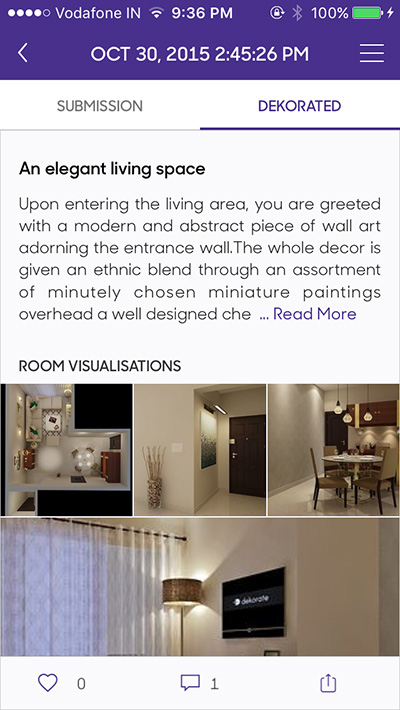 Vodafone IN 9:36 PM 100%
OCT 30, 2015 2:45:26 PM
SUBMISSION DEKORATED
An elegant living space
Upon entering the living area, you are greeted
with a modern and abstract piece of wall art
adorning the entrance wall.The whole decor is
given an ethnic blend through an assortment
of minutely chosen miniature paintings
overhead a well designed che ... Read More
ROOM VISUALISATIONS
dekorate
0 1